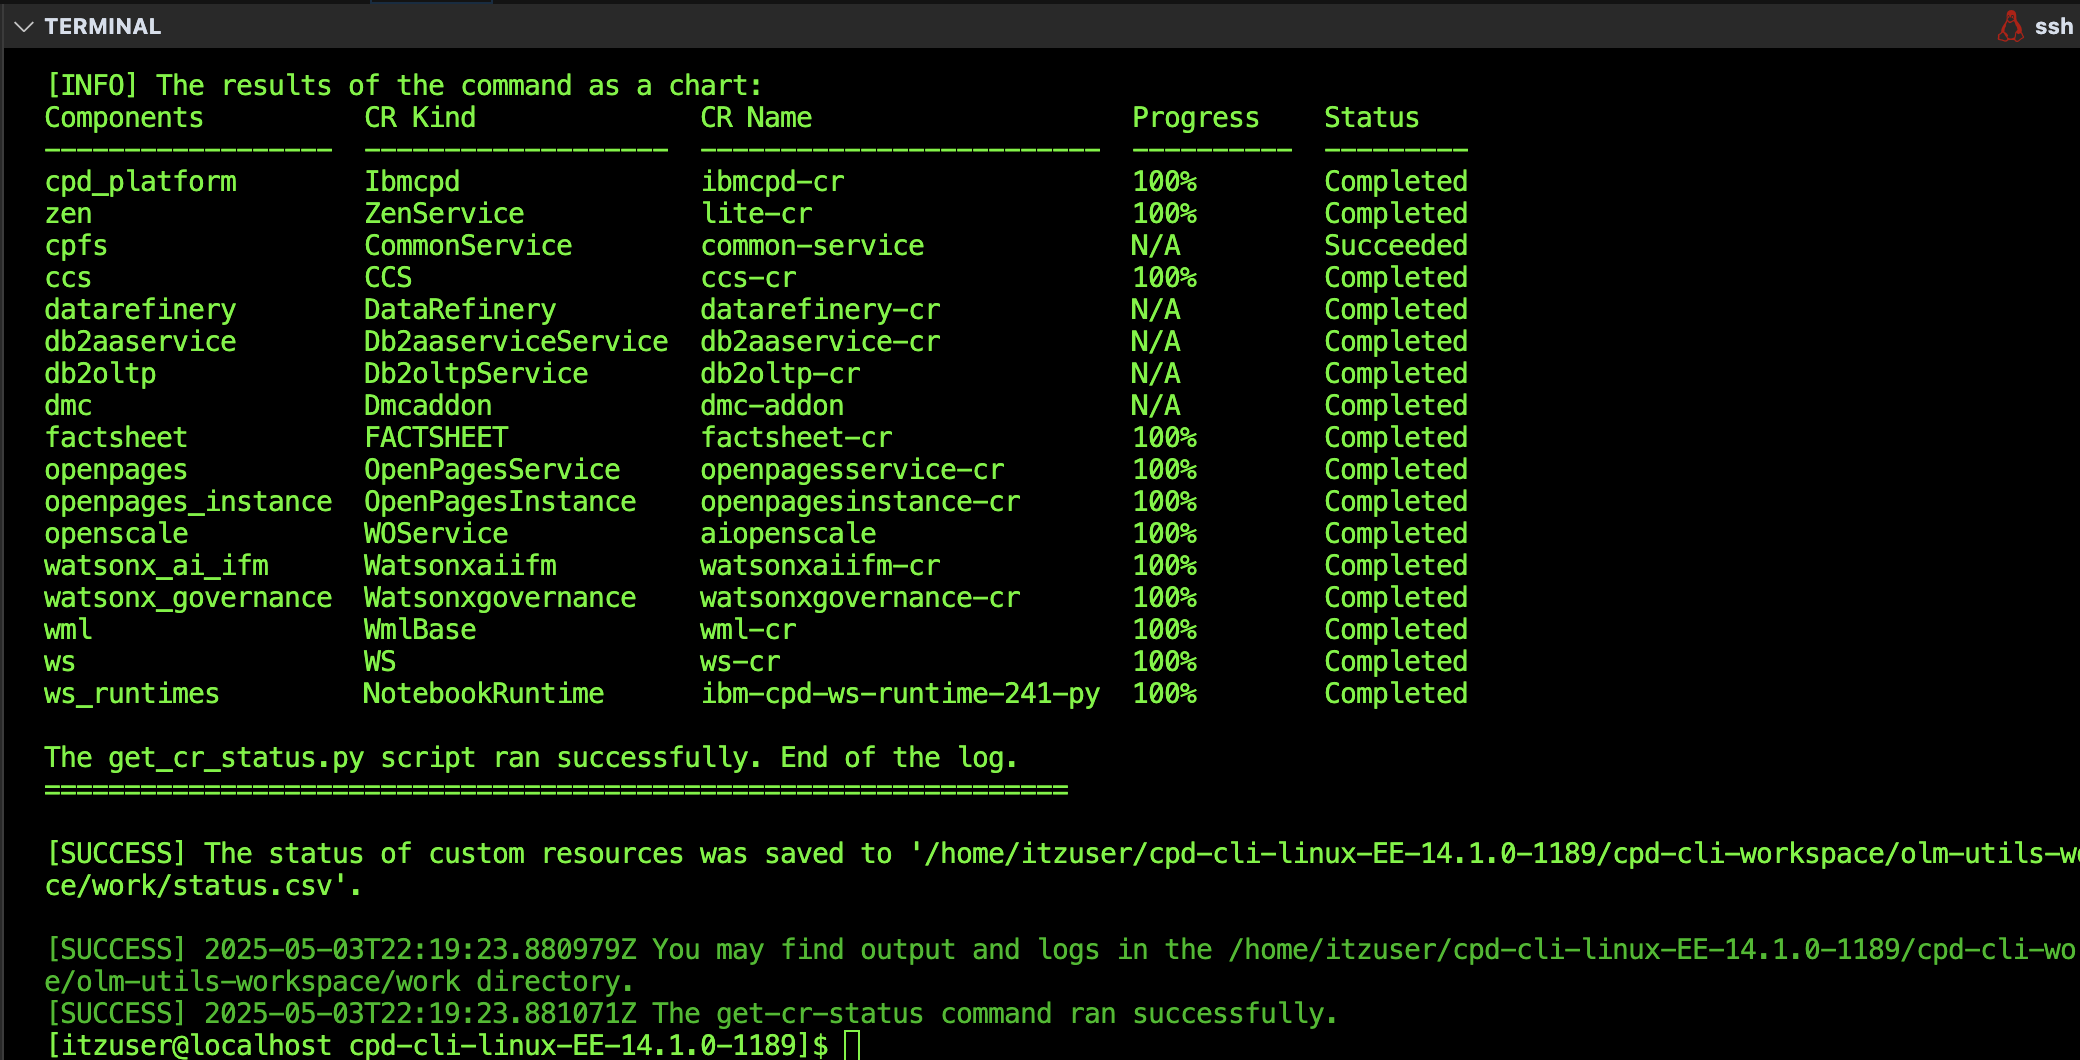 TERMINAL ssh
[INFO] The results of the command as a chart:
Components CR Kind CR Name Progress Status
------------------ ------------------- ------------------------- ---------- ---------
cpd_platform Ibmcpd ibmcpd-cr 100% Completed
zen ZenService lite-cr 100% Completed
cpfs CommonService common-service N/A Succeeded
ccs CCS ccs-cr 100% Completed
datarefinery DataRefinery datarefinery-cr N/A Completed
db2aaservice Db2aaserviceService db2aaservice-cr N/A Completed
db2oltp Db2oltpService db2oltp-cr N/A Completed
dmc Dmcaddon dmc-addon N/A Completed
factsheet FACTSHEET factsheet-cr 100% Completed
openpages OpenPagesService openpagesservice-cr 100% Completed
openpages_instance OpenPagesInstance openpagesinstance-cr 100% Completed
openscale WOService aiopenscale 100% Completed
watsonx_ai_ifm Watsonxaiifm watsonxaiifm-cr 100% Completed
watsonx_governance Watsonxgovernance watsonxgovernance-cr 100% Completed
wml WmlBase wml-cr 100% Completed
ws WS ws-cr 100% Completed
ws_runtimes NotebookRuntime ibm-cpd-ws-runtime-241-py 100% Completed
The get_cr_status.py script ran successfully. End of the log.
================================================================
[SUCCESS] The status of custom resources was saved to '/home/itzuser/cpd-cli-linux-EE-14.1.0-1189/cpd-cli-workspace/olm-utils-w
ce/work/status.csv'.
[SUCCESS] 2025-05-03T22:19:23.880979Z You may find output and logs in the /home/itzuser/cpd-cli-linux-EE-14.1.0-1189/cpd-cli-wo
e/olm-utils-workspace/work directory.
[SUCCESS] 2025-05-03T22:19:23.881071Z The get-cr-status command ran successfully.
[itzuser@localhost cpd-cli-linux-EE-14.1.0-1189]$